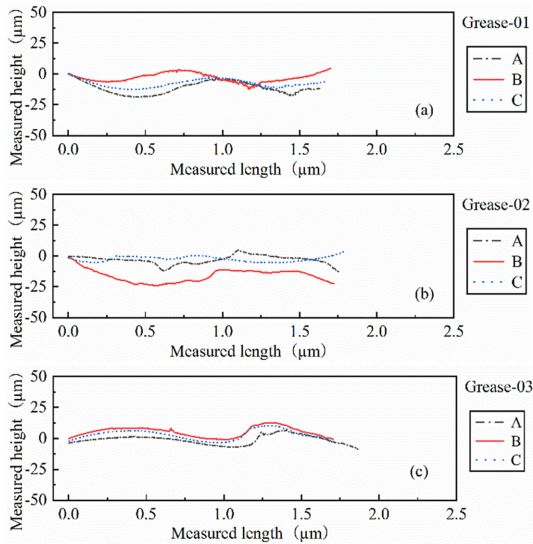 Grease-01
Measured height (μm)
50
25
0
-25
-50
A
B
C
(a)
0.0 0.5 1.0 1.5 2.0 2.5
Measured length (μm)
Grease-02
Measured height (μm)
50
25
0
-25
-50
A
B
C
(b)
0.0 0.5 1.0 1.5 2.0 2.5
Measured length (μm)
Grease-03
Measured height (μm)
50
25
0
-25
-50
A
B
C
(c)
0.0 0.5 1.0 1.5 2.0 2.5
Measured length (μm)